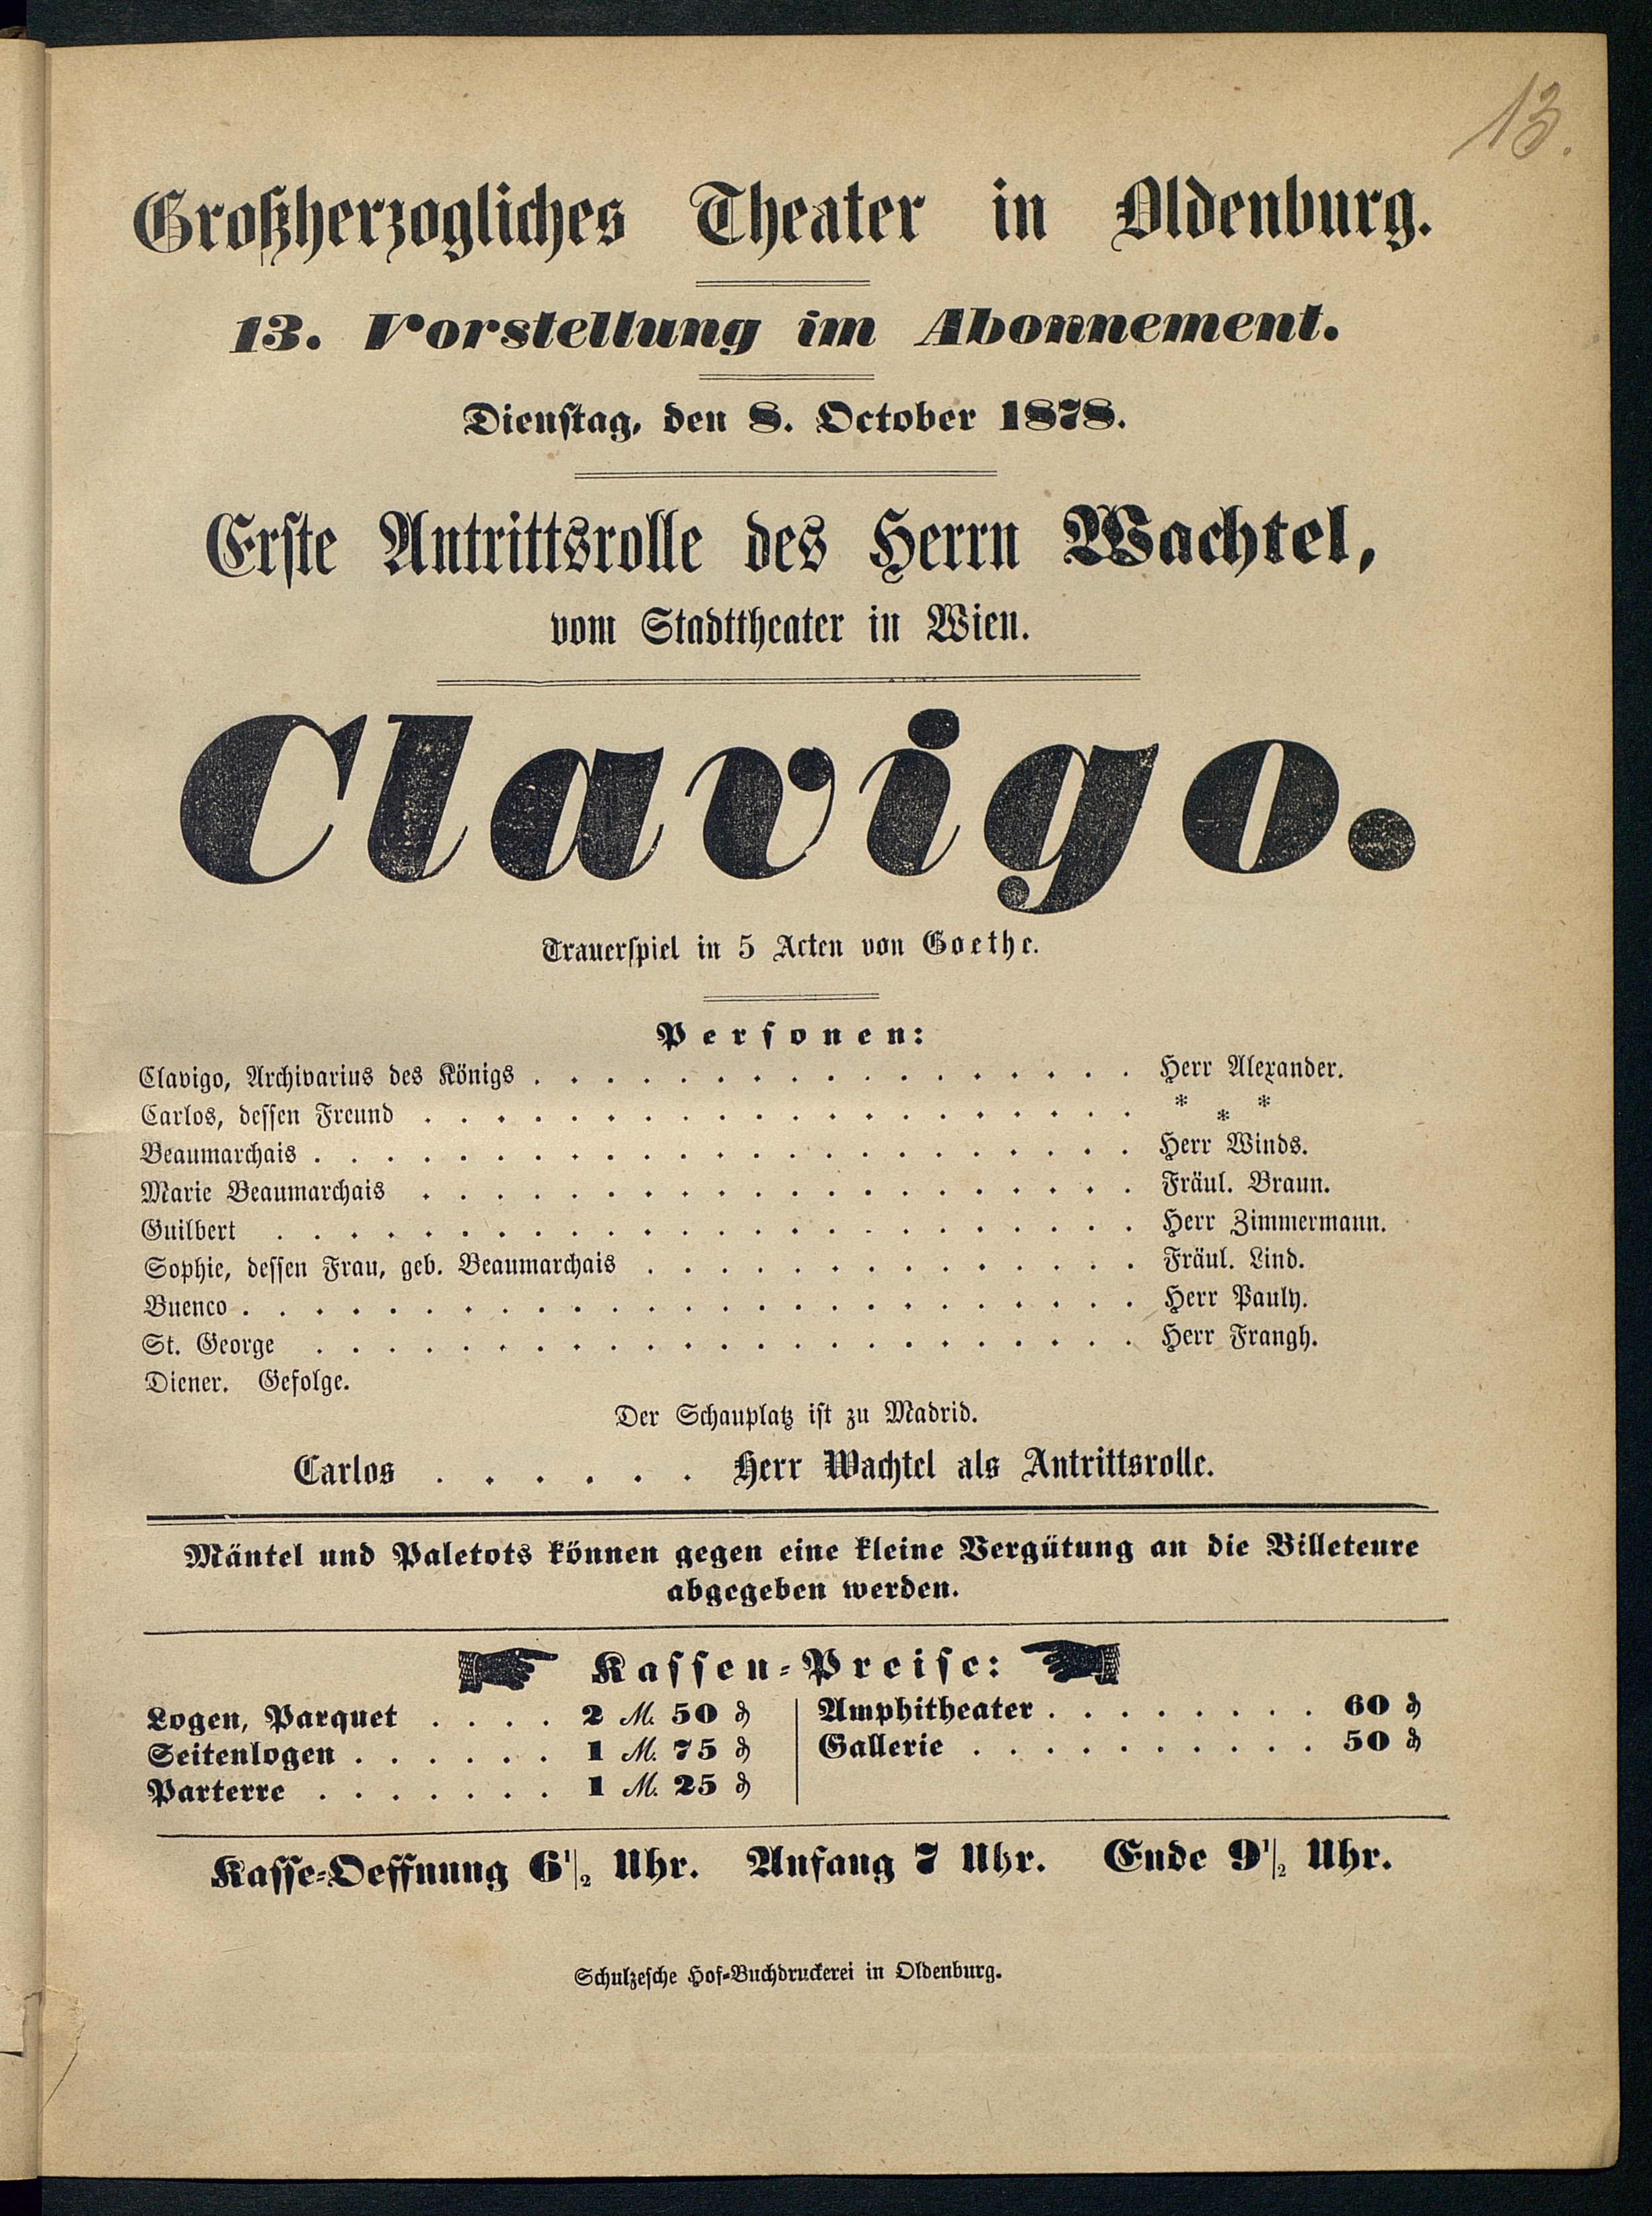 13.
Großherzogliches Theater in Oldenburg.
13. Vorstellung im Abonnement.
Dienstag, den 8. October 1878.
Erste Antrittsrolle des Herrn Wachtel,
vom Stadttheater in Wien.
Clavigo.
Trauerspiel in 5 Acten von Goethe.
Personen:
Clavigo, Archivarius des Königs . . . . . . . . . . . . . . . . Herr Alexander.
Carlos, dessen Freund . . . . . . . . . . . . . . . . . . . . * * *
Beaumarchais . . . . . . . . . . . . . . . . . . . . . . . Herr Winds.
Marie Beaumarchais . . . . . . . . . . . . . . . . . . . . Fräul. Braun.
Guilbert . . . . . . . . . . . . . . . . . . . . . . . . Herr Zimmermann.
Sophie, dessen Frau, geb. Beaumarchais . . . . . . . . . . . . . . Fräul. Lind.
Buenco . . . . . . . . . . . . . . . . . . . . . . . . . Herr Pauly.
St. George . . . . . . . . . . . . . . . . . . . . . . . Herr Frangh.
Diener. Gefolge.
Der Schauplatz ist zu Madrid.
Carlos . . . . . . Herr Wachtel als Antrittsrolle.
Mäntel und Paletots können gegen eine kleine Vergütung an die Billeteure
abgegeben werden.
Kassen-Preise:
Logen, Parquet . . . . 2 M. 50 ₰
Seitenlogen . . . . . . 1 M. 75 ₰
Parterre . . . . . . . 1 M. 25 ₰
Amphitheater . . . . . . . . 60 ₰
Gallerie . . . . . . . . . . 50 ₰
Kasse-Oeffnung 6 1/2 Uhr. Anfang 7 Uhr. Ende 9 1/2 Uhr.
Schulzesche Hof-Buchdruckerei in Oldenburg.